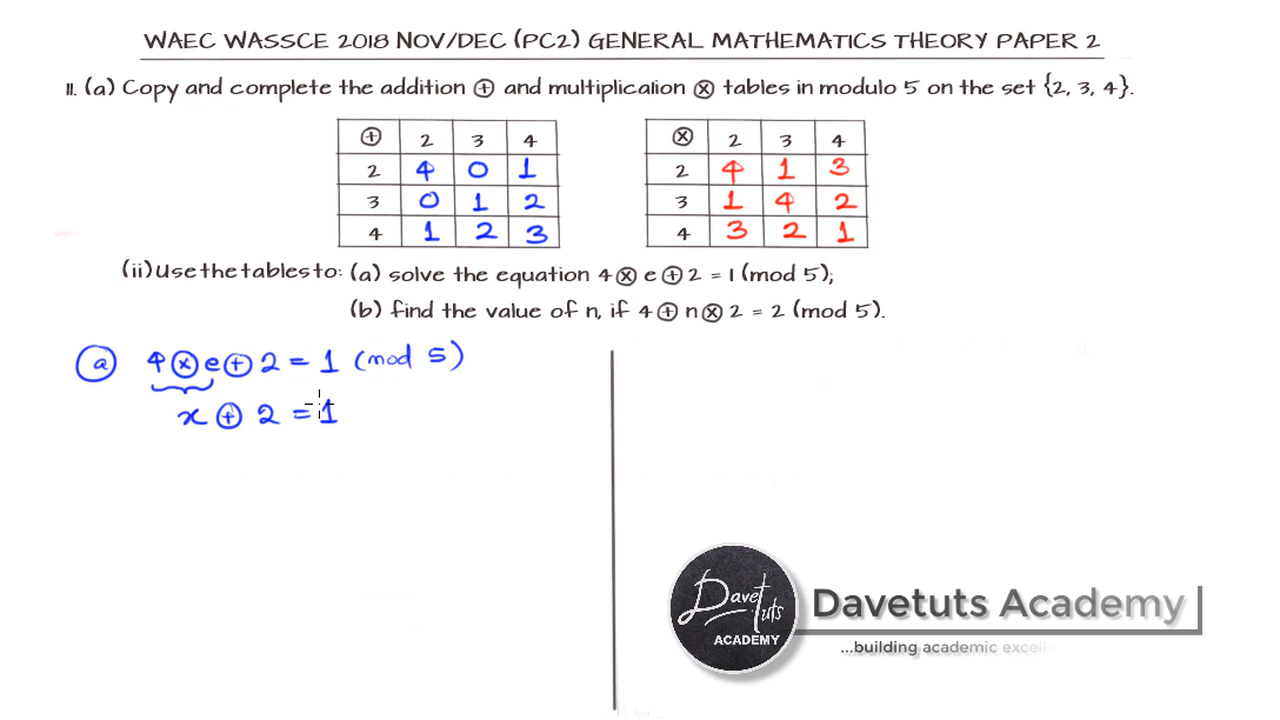 WAEC WASSCE 2018 NOV/DEC (PC2) GENERAL MATHEMATICS THEORY PAPER 2
11. (a) Copy and complete the addition ⊕ and multiplication ⊗ tables in modulo 5 on the set {2, 3, 4}.
⊕ 2 3 4
2 4 0 1
3 0 1 2
4 1 2 3
⊗ 2 3 4
2 4 1 3
3 1 4 2
4 3 2 1
(ii) Use the tables to: (a) solve the equation 4 ⊗ e ⊕ 2 = 1 (mod 5);
(b) find the value of n, if 4 ⊕ n ⊗ 2 = 2 (mod 5).
(a) 4 ⊗ e ⊕ 2 = 1 (mod 5)
x ⊕ 2 = 1
Dave Tuts
ACADEMY
Davetuts Academy
...building academic excell